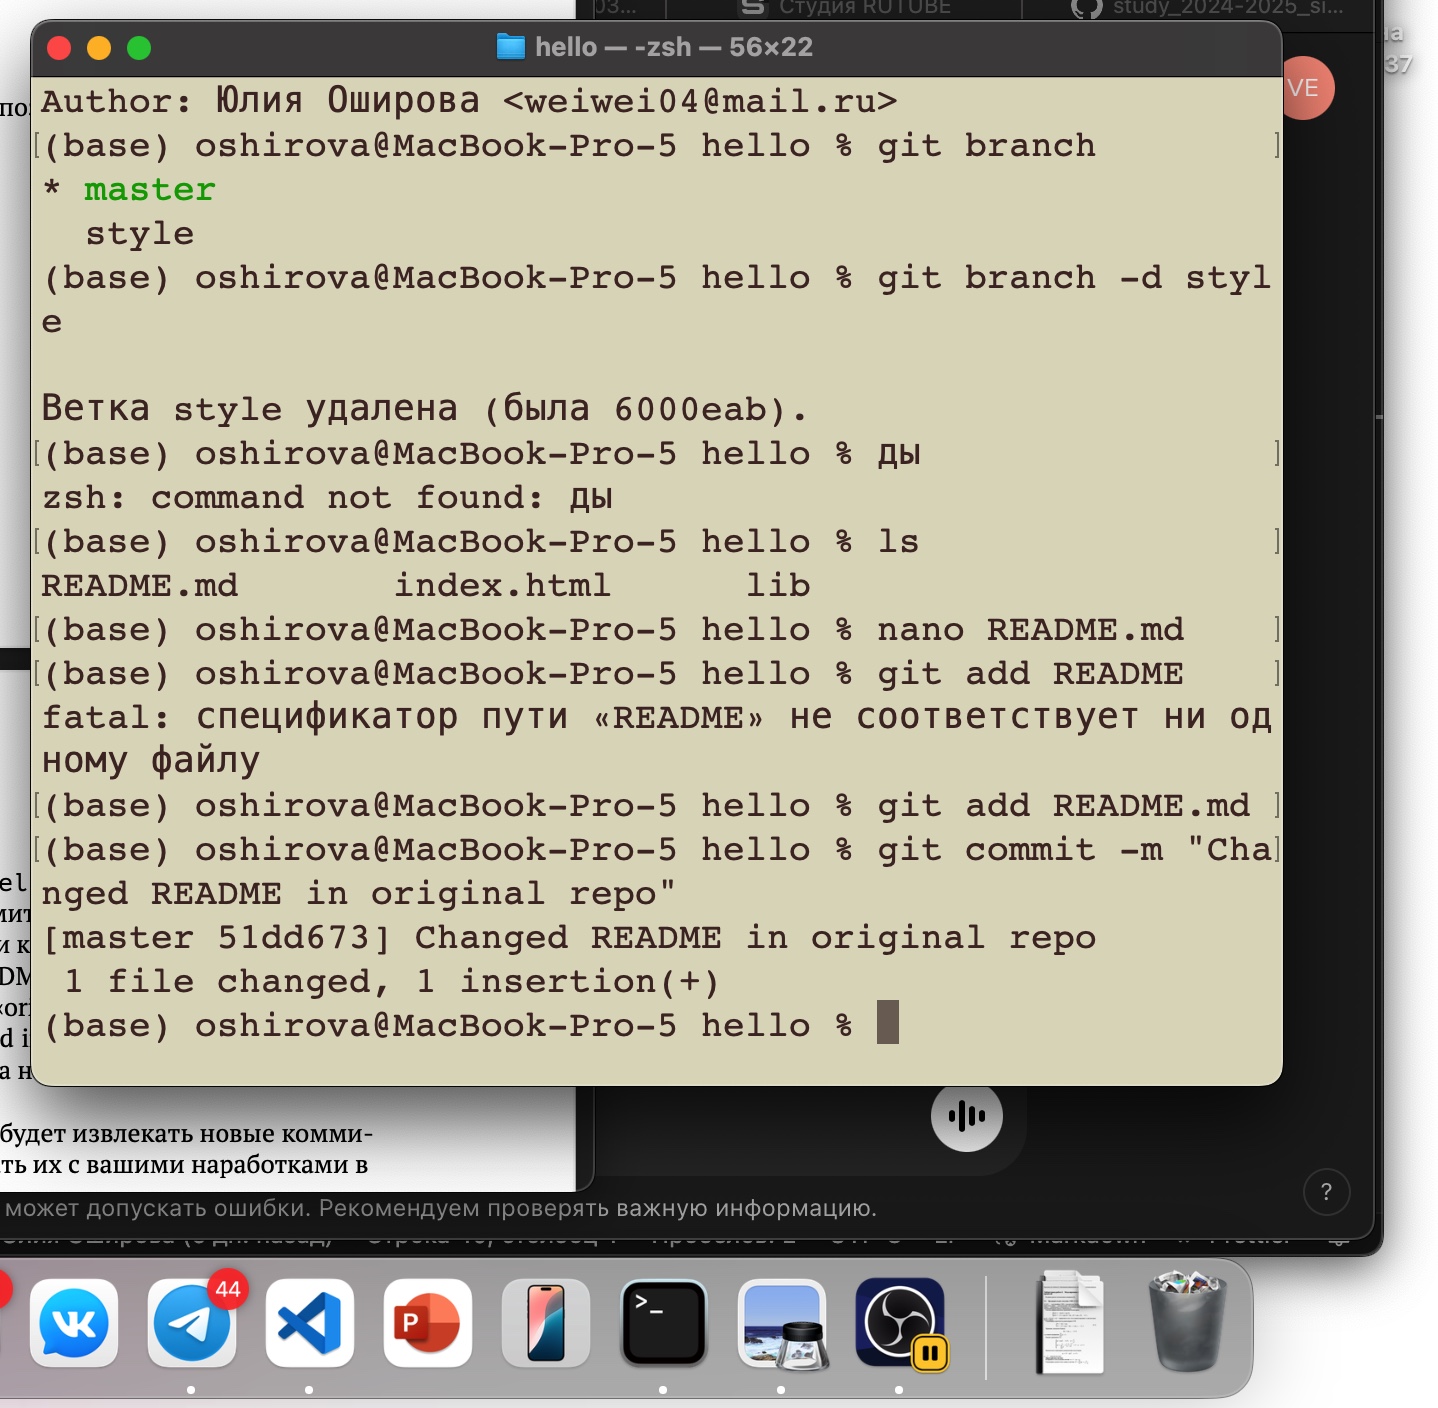 03...
Студия RUTUBE
study_2024-2025_si...
hello — -zsh — 56×22
37
VE
Author: Юлия Оширова <weiwei04@mail.ru>
(base) oshirova@MacBook-Pro-5 hello % git branch
* master
style
(base) oshirova@MacBook-Pro-5 hello % git branch -d styl
e
Ветка style удалена (была 6000eab).
(base) oshirova@MacBook-Pro-5 hello % ды
zsh: command not found: ды
(base) oshirova@MacBook-Pro-5 hello % ls
README.md index.html lib
(base) oshirova@MacBook-Pro-5 hello % nano README.md
(base) oshirova@MacBook-Pro-5 hello % git add README
fatal: спецификатор пути «README» не соответствует ни од
ному файлу
(base) oshirova@MacBook-Pro-5 hello % git add README.md
(base) oshirova@MacBook-Pro-5 hello % git commit -m "Cha
nged README in original repo"
[master 51dd673] Changed README in original repo
1 file changed, 1 insertion(+)
(base) oshirova@MacBook-Pro-5 hello %
будет извлекать новые комми-
ть их с вашими наработками в
может допускать ошибки. Рекомендуем проверять важную информацию.
?
44
P
>_